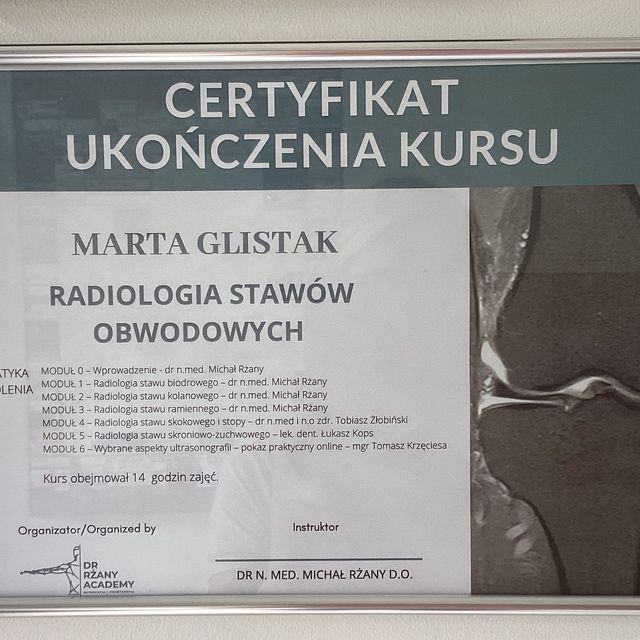 CERTYFIKAT
UKOŃCZENIA KURSU
MARTA GLISTAK
RADIOLOGIA STAWÓW
OBWODOWYCH
ATYKA
OLENIA
MODUŁ 0 – Wprowadzenie - dr n.med. Michał Rżany
MODUŁ 1 – Radiologia stawu biodrowego – dr n.med. Michał Rżany
MODUŁ 2 – Radiologia stawu kolanowego – dr n.med. Michał Rżany
MODUŁ 3 – Radiologia stawu ramiennego – dr n.med. Michał Rżany
MODUŁ 4 – Radiologia stawu skokowego i stopy – dr n.med i n.o zdr. Tobiasz Żłobiński
MODUŁ 5 – Radiologia stawu skroniowo-żuchwowego – lek. dent. Łukasz Kops
MODUŁ 6 – Wybrane aspekty ultrasonografii – pokaz praktyczny online – mgr Tomasz Krzęciesa
Kurs obejmował 14 godzin zajęć.
Organizator/Organized by
Instruktor
DR
RŻANY
ACADEMY
DR N. MED. MICHAŁ RŻANY D.O.